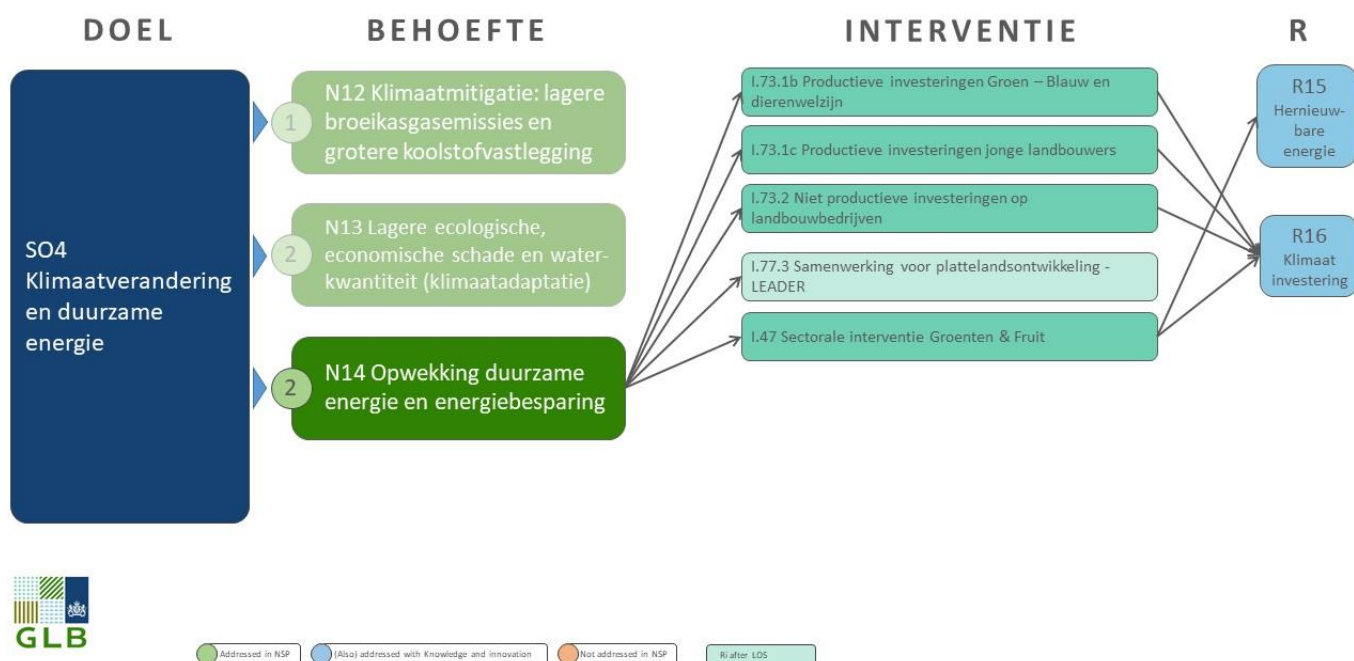 DOEL
BEHOEFTE
INTERVENTIE
R
SO4
Klimaatverandering
en duurzame
energie
1
N12 Klimaatmitigatie: lagere
broeikasgasemissies en
grotere koolstofvastlegging
2
N13 Lagere ecologische,
economische schade en water-
kwantiteit (klimaatadaptatie)
2
N14 Opwekking duurzame
energie en energiebesparing
I.73.1b Productieve investeringen Groen – Blauw en
dierenwelzijn
I.73.1c Productieve investeringen jonge landbouwers
I.73.2 Niet productieve investeringen op
landbouwbedrijven
I.77.3 Samenwerking voor plattelandsontwikkeling -
LEADER
I.47 Sectorale interventie Groenten & Fruit
R15
Hernieuw-
bare
energie
R16
Klimaat
investering
GLB
Addressed in NSP
(Also) addressed with Knowledge and innovation
Not addressed in NSP
Ri after LOS